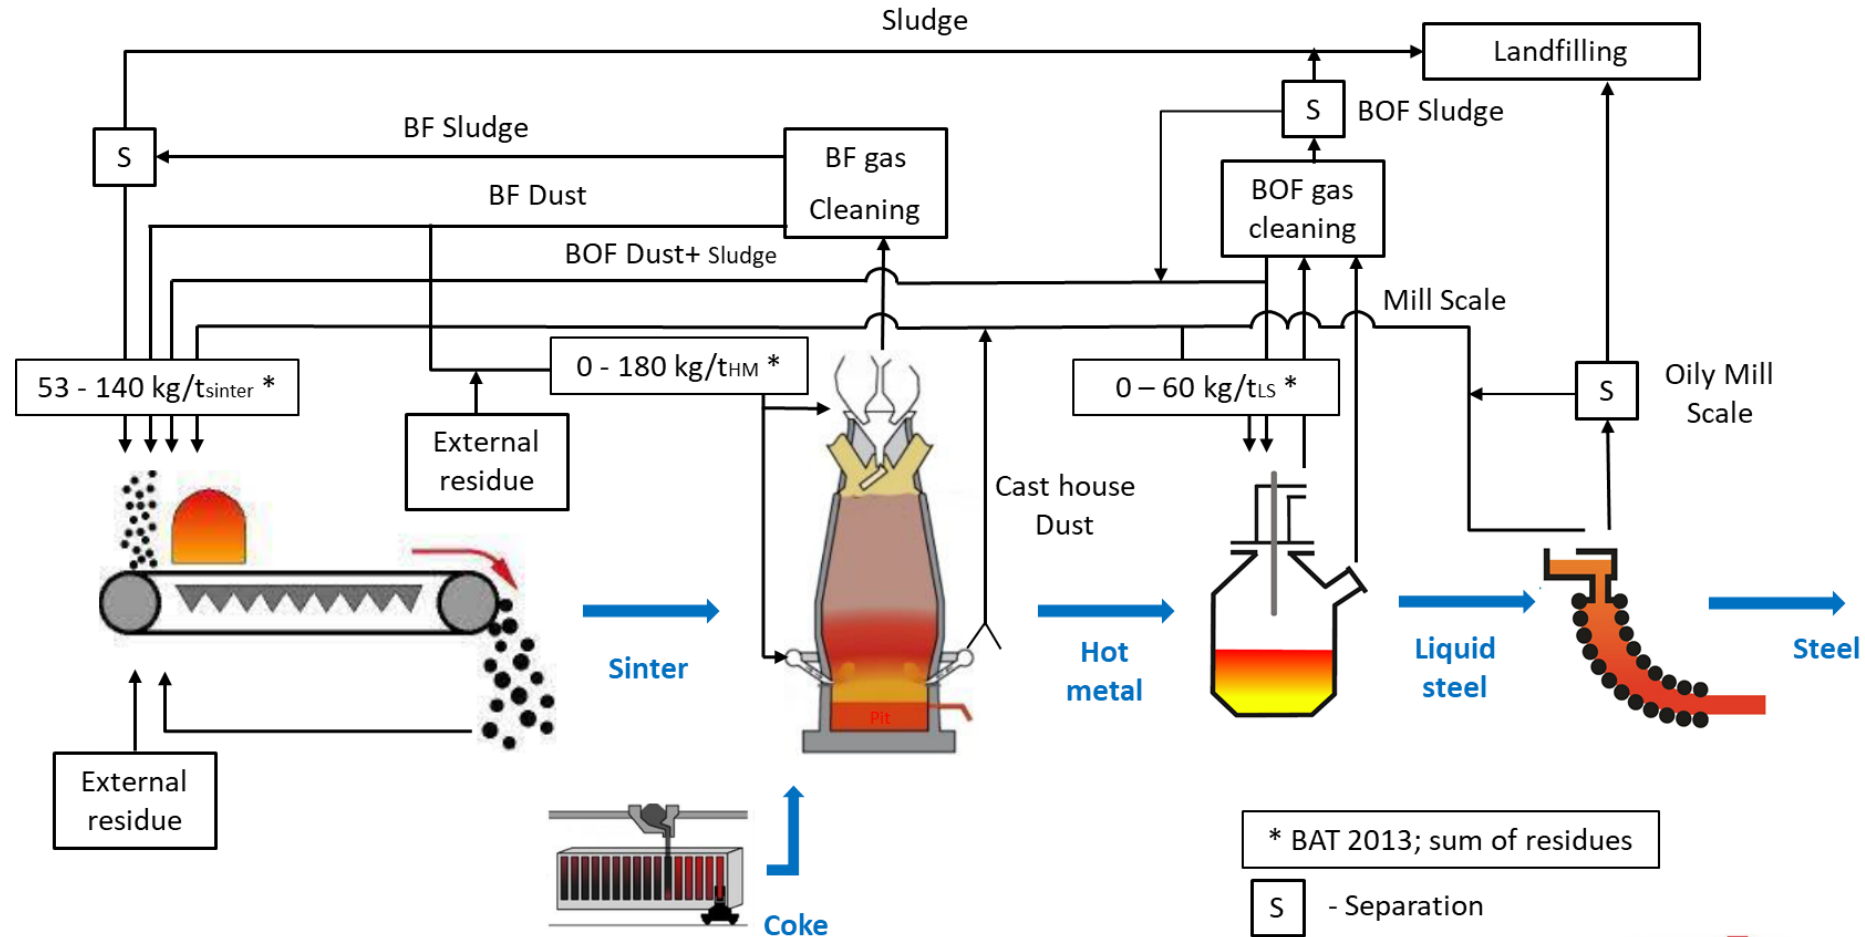 Sludge
Landfilling
S
BOF Sludge
BF Sludge
S
BF gas
Cleaning
BF Dust
BOF gas
cleaning
BOF Dust+ Sludge
Mill Scale
53 - 140 kg/tsinter *
0 - 180 kg/tHM *
0 – 60 kg/tLS *
S
Oily Mill
Scale
External
residue
Cast house
Dust
Sinter
Hot
metal
Liquid
steel
Steel
Pit
External
residue
* BAT 2013; sum of residues
S
- Separation
Coke